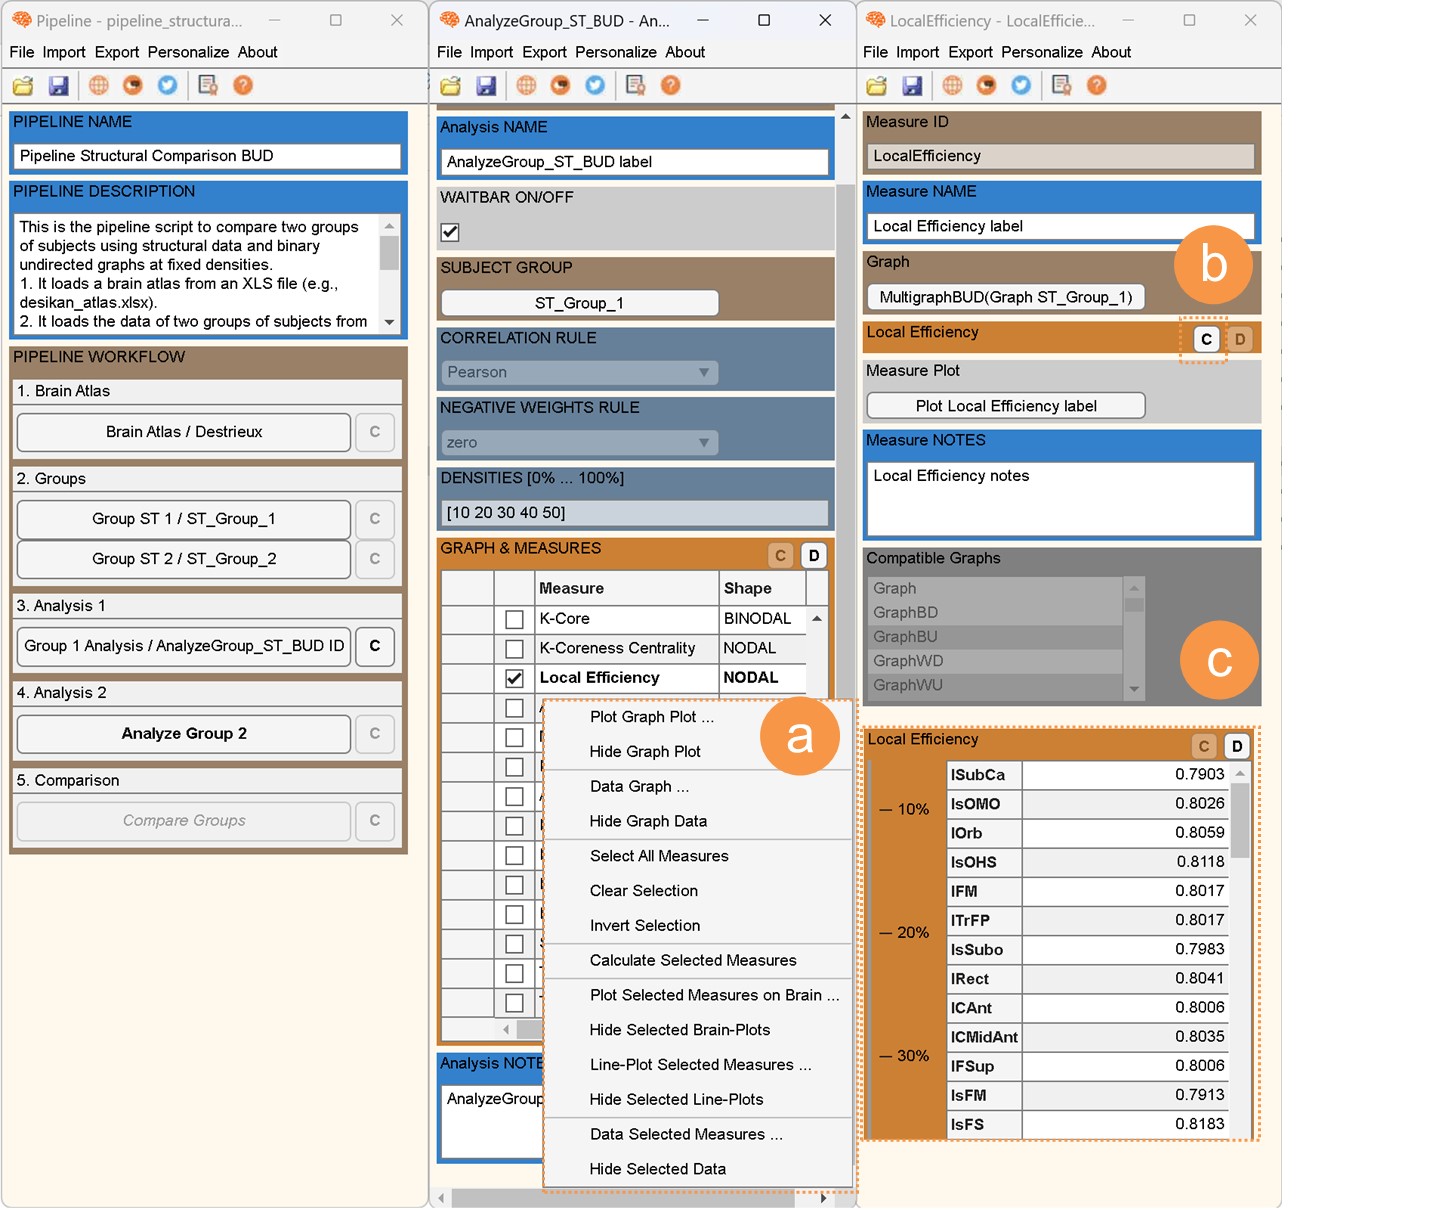 Pipeline - pipeline_structura...
File Import Export Personalize About
PIPELINE NAME
Pipeline Structural Comparison BUD
PIPELINE DESCRIPTION
This is the pipeline script to compare two groups
of subjects using structural data and binary
undirected graphs at fixed densities.
1. It loads a brain atlas from an XLS file (e.g.,
desikan_atlas.xlsx).
2. It loads the data of two groups of subjects from
PIPELINE WORKFLOW
1. Brain Atlas
Brain Atlas / Destrieux C
2. Groups
Group ST 1 / ST_Group_1 C
Group ST 2 / ST_Group_2 C
3. Analysis 1
Group 1 Analysis / AnalyzeGroup_ST_BUD ID C
4. Analysis 2
Analyze Group 2 C
5. Comparison
Compare Groups C
AnalyzeGroup_ST_BUD - An...
File Import Export Personalize About
Analysis NAME
AnalyzeGroup_ST_BUD label
WAITBAR ON/OFF
SUBJECT GROUP
ST_Group_1
CORRELATION RULE
Pearson
NEGATIVE WEIGHTS RULE
zero
DENSITIES [0% ... 100%]
[10 20 30 40 50]
GRAPH & MEASURES C D
Measure Shape
K-Core BINODAL
K-Coreness Centrality NODAL
Local Efficiency NODAL
a
Plot Graph Plot ...
Hide Graph Plot
Data Graph ...
Hide Graph Data
Select All Measures
Clear Selection
Invert Selection
Calculate Selected Measures
Plot Selected Measures on Brain ...
Hide Selected Brain-Plots
Line-Plot Selected Measures ...
Hide Selected Line-Plots
Data Selected Measures ...
Hide Selected Data
Analysis NOTE
AnalyzeGroup
LocalEfficiency - LocalEfficie...
File Import Export Personalize About
Measure ID
LocalEfficiency
Measure NAME
Local Efficiency label
b
Graph
MultigraphBUD(Graph ST_Group_1)
Local Efficiency C D
Measure Plot
Plot Local Efficiency label
Measure NOTES
Local Efficiency notes
Compatible Graphs
Graph
GraphBD
GraphBU
GraphWD
GraphWU
c
Local Efficiency C D
10%
20%
30%
lSubCa 0.7903
lsOMO 0.8026
lOrb 0.8059
lsOHS 0.8118
lFM 0.8017
lTrFP 0.8017
lsSubo 0.7983
lRect 0.8041
lCAnt 0.8006
lCMidAnt 0.8035
lFSup 0.8006
lsFM 0.7913
lsFS 0.8183